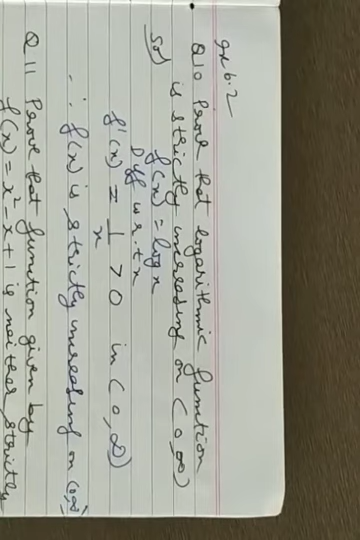 Ex 6.2
Q10 Prove that logarithmic function
is strictly increasing on (0,∞)
Sol f(x) = log x
Diff w.r.t x
f'(x) = 1/x > 0 in (0,∞)
∴ f(x) is strictly increasing on (0,∞)
Q11 Prove that function given by
f(x) = x² - x + 1 is neither strictly